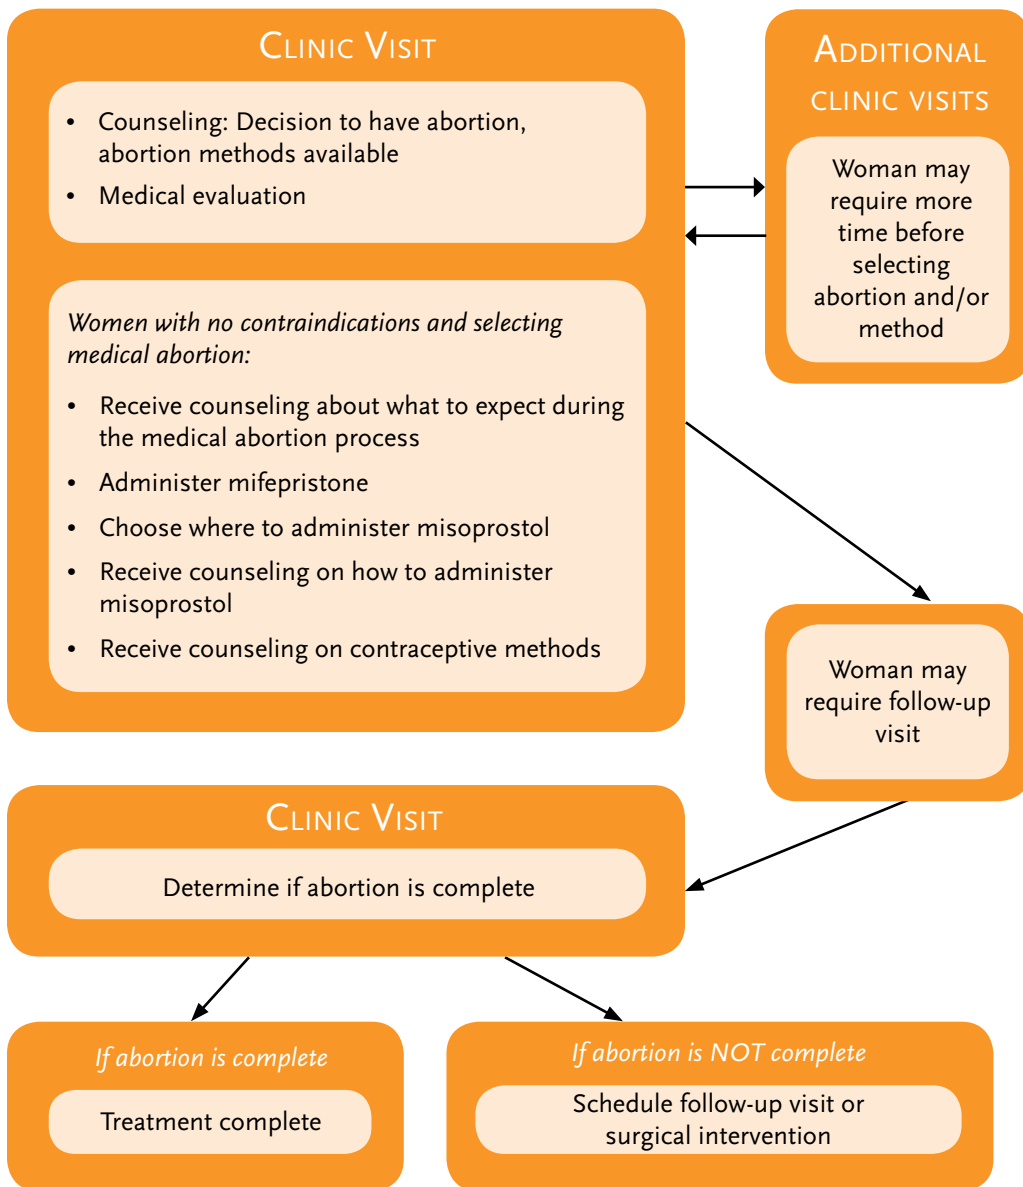 CLINIC VISIT
• Counseling: Decision to have abortion,
abortion methods available
• Medical evaluation
Women with no contraindications and selecting
medical abortion:
• Receive counseling about what to expect during
the medical abortion process
• Administer mifepristone
• Choose where to administer misoprostol
• Receive counseling on how to administer
misoprostol
• Receive counseling on contraceptive methods
ADDITIONAL
CLINIC VISITS
Woman may
require more
time before
selecting
abortion and/or
method
Woman may
require follow-up
visit
CLINIC VISIT
Determine if abortion is complete
If abortion is complete
Treatment complete
If abortion is NOT complete
Schedule follow-up visit or
surgical intervention